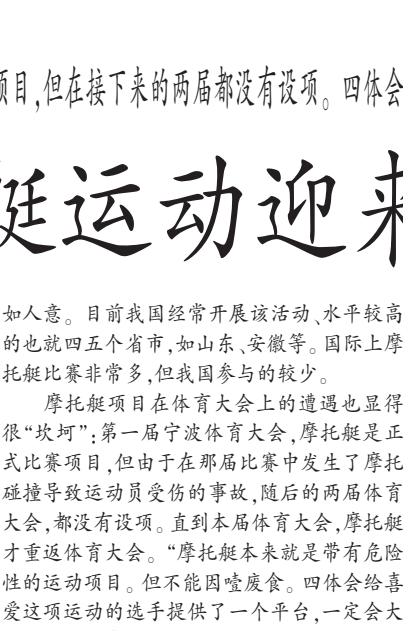 项目,但在接下来的两届都没有设项。四体会
艇运动迎来
如人意。目前我国经常开展该活动、水平较高
的也就四五个省市,如山东、安徽等。国际上摩
托艇比赛非常多,但我国参与的较少。
摩托艇项目在体育大会上的遭遇也显得
很“坎坷”:第一届宁波体育大会,摩托艇是正
式比赛项目,但由于在那届比赛中发生了摩托
碰撞导致运动员受伤的事故,随后的两届体育
大会,都没有设项。直到本届体育大会,摩托艇
才重返体育大会。“摩托艇本来就是带有危险
性的运动项目。但不能因噎废食。四体会给喜
爱这项运动的选手提供了一个平台,一定会大